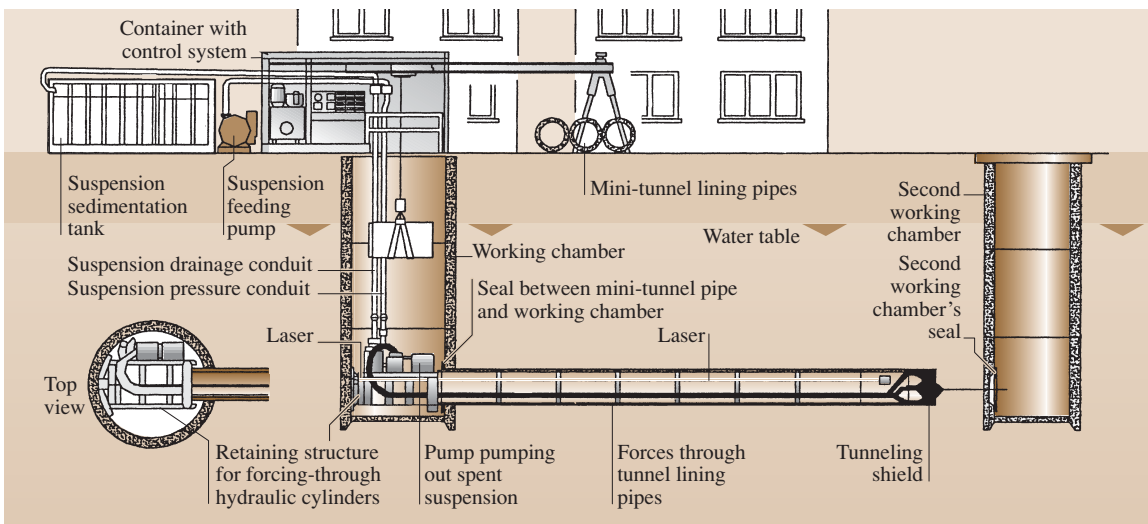 Container with
control system
Suspension
sedimentation
tank
Suspension
feeding
pump
Mini-tunnel lining pipes
Second
working
chamber
Water table
Working chamber
Suspension drainage conduit
Suspension pressure conduit
Second
working
chamber’s
seal
Seal between mini-tunnel pipe
and working chamber
Laser
Laser
Top
view
Retaining structure
for forcing-through
hydraulic cylinders
Pump pumping
out spent
suspension
Forces through
tunnel lining
pipes
Tunneling
shield